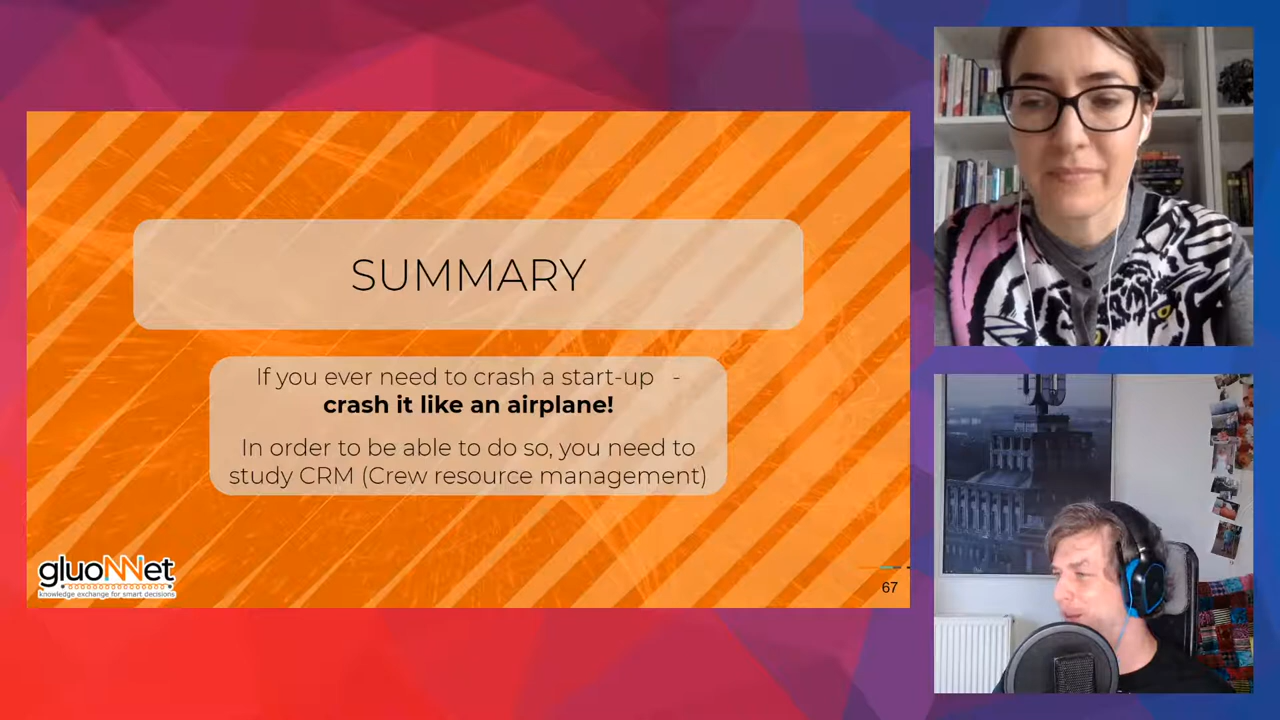 SUMMARY
If you ever need to crash a start-up -
crash it like an airplane!
In order to be able to do so, you need to
study CRM (Crew resource management)
gluoNNet
knowledge exchange for smart decisions
67